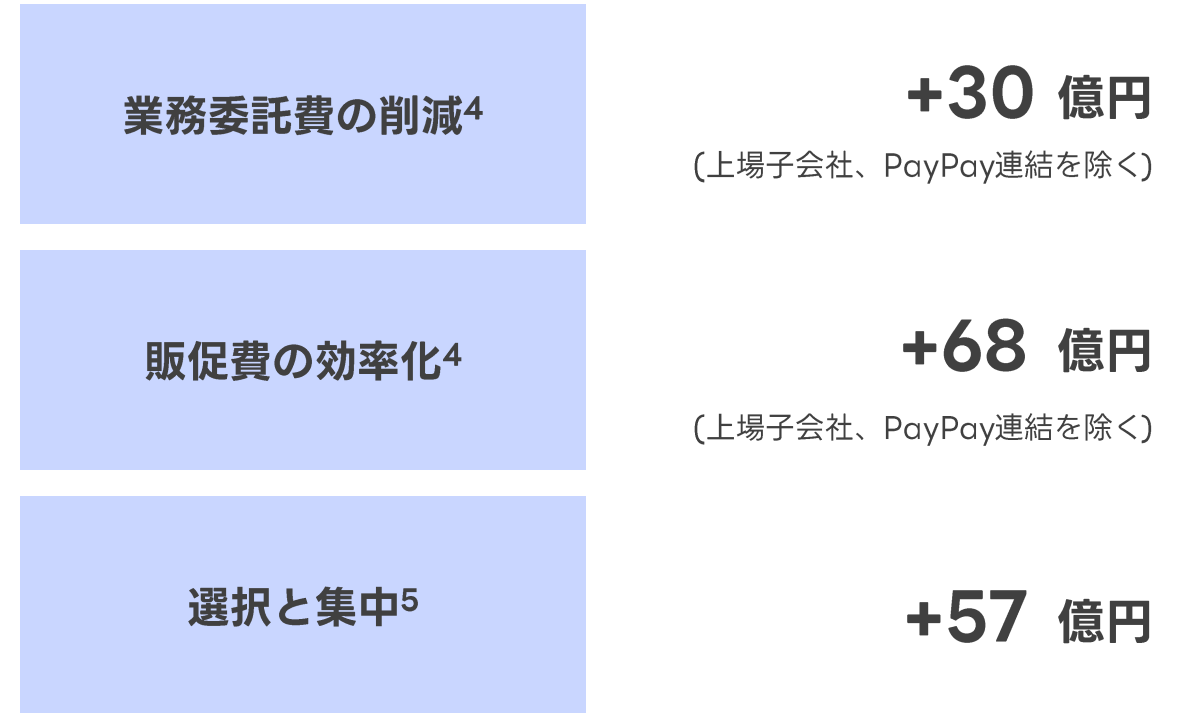 業務委託費の削減4
+30 億円
(上場子会社、PayPay連結を除く)
販促費の効率化4
+68 億円
(上場子会社、PayPay連結を除く)
選択と集中5
+57 億円